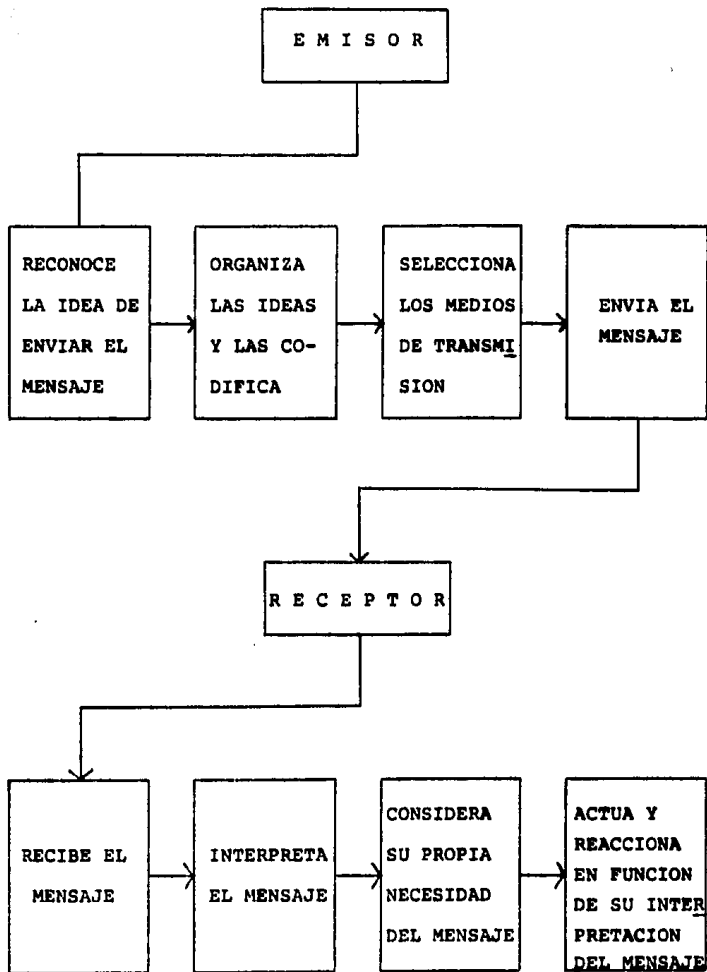 E M I S O R
RECONOCE
LA IDEA DE
ENVIAR EL
MENSAJE
ORGANIZA
LAS IDEAS
Y LAS CO-
DIFICA
SELECCIONA
LOS MEDIOS
DE TRANSMI
SION
ENVIA EL
MENSAJE
R E C E P T O R
RECIBE EL
MENSAJE
INTERPRETA
EL MENSAJE
CONSIDERA
SU PROPIA
NECESIDAD
DEL MENSAJE
ACTUA Y
REACCIONA
EN FUNCION
DE SU INTER
PRETACION
DEL MENSAJE